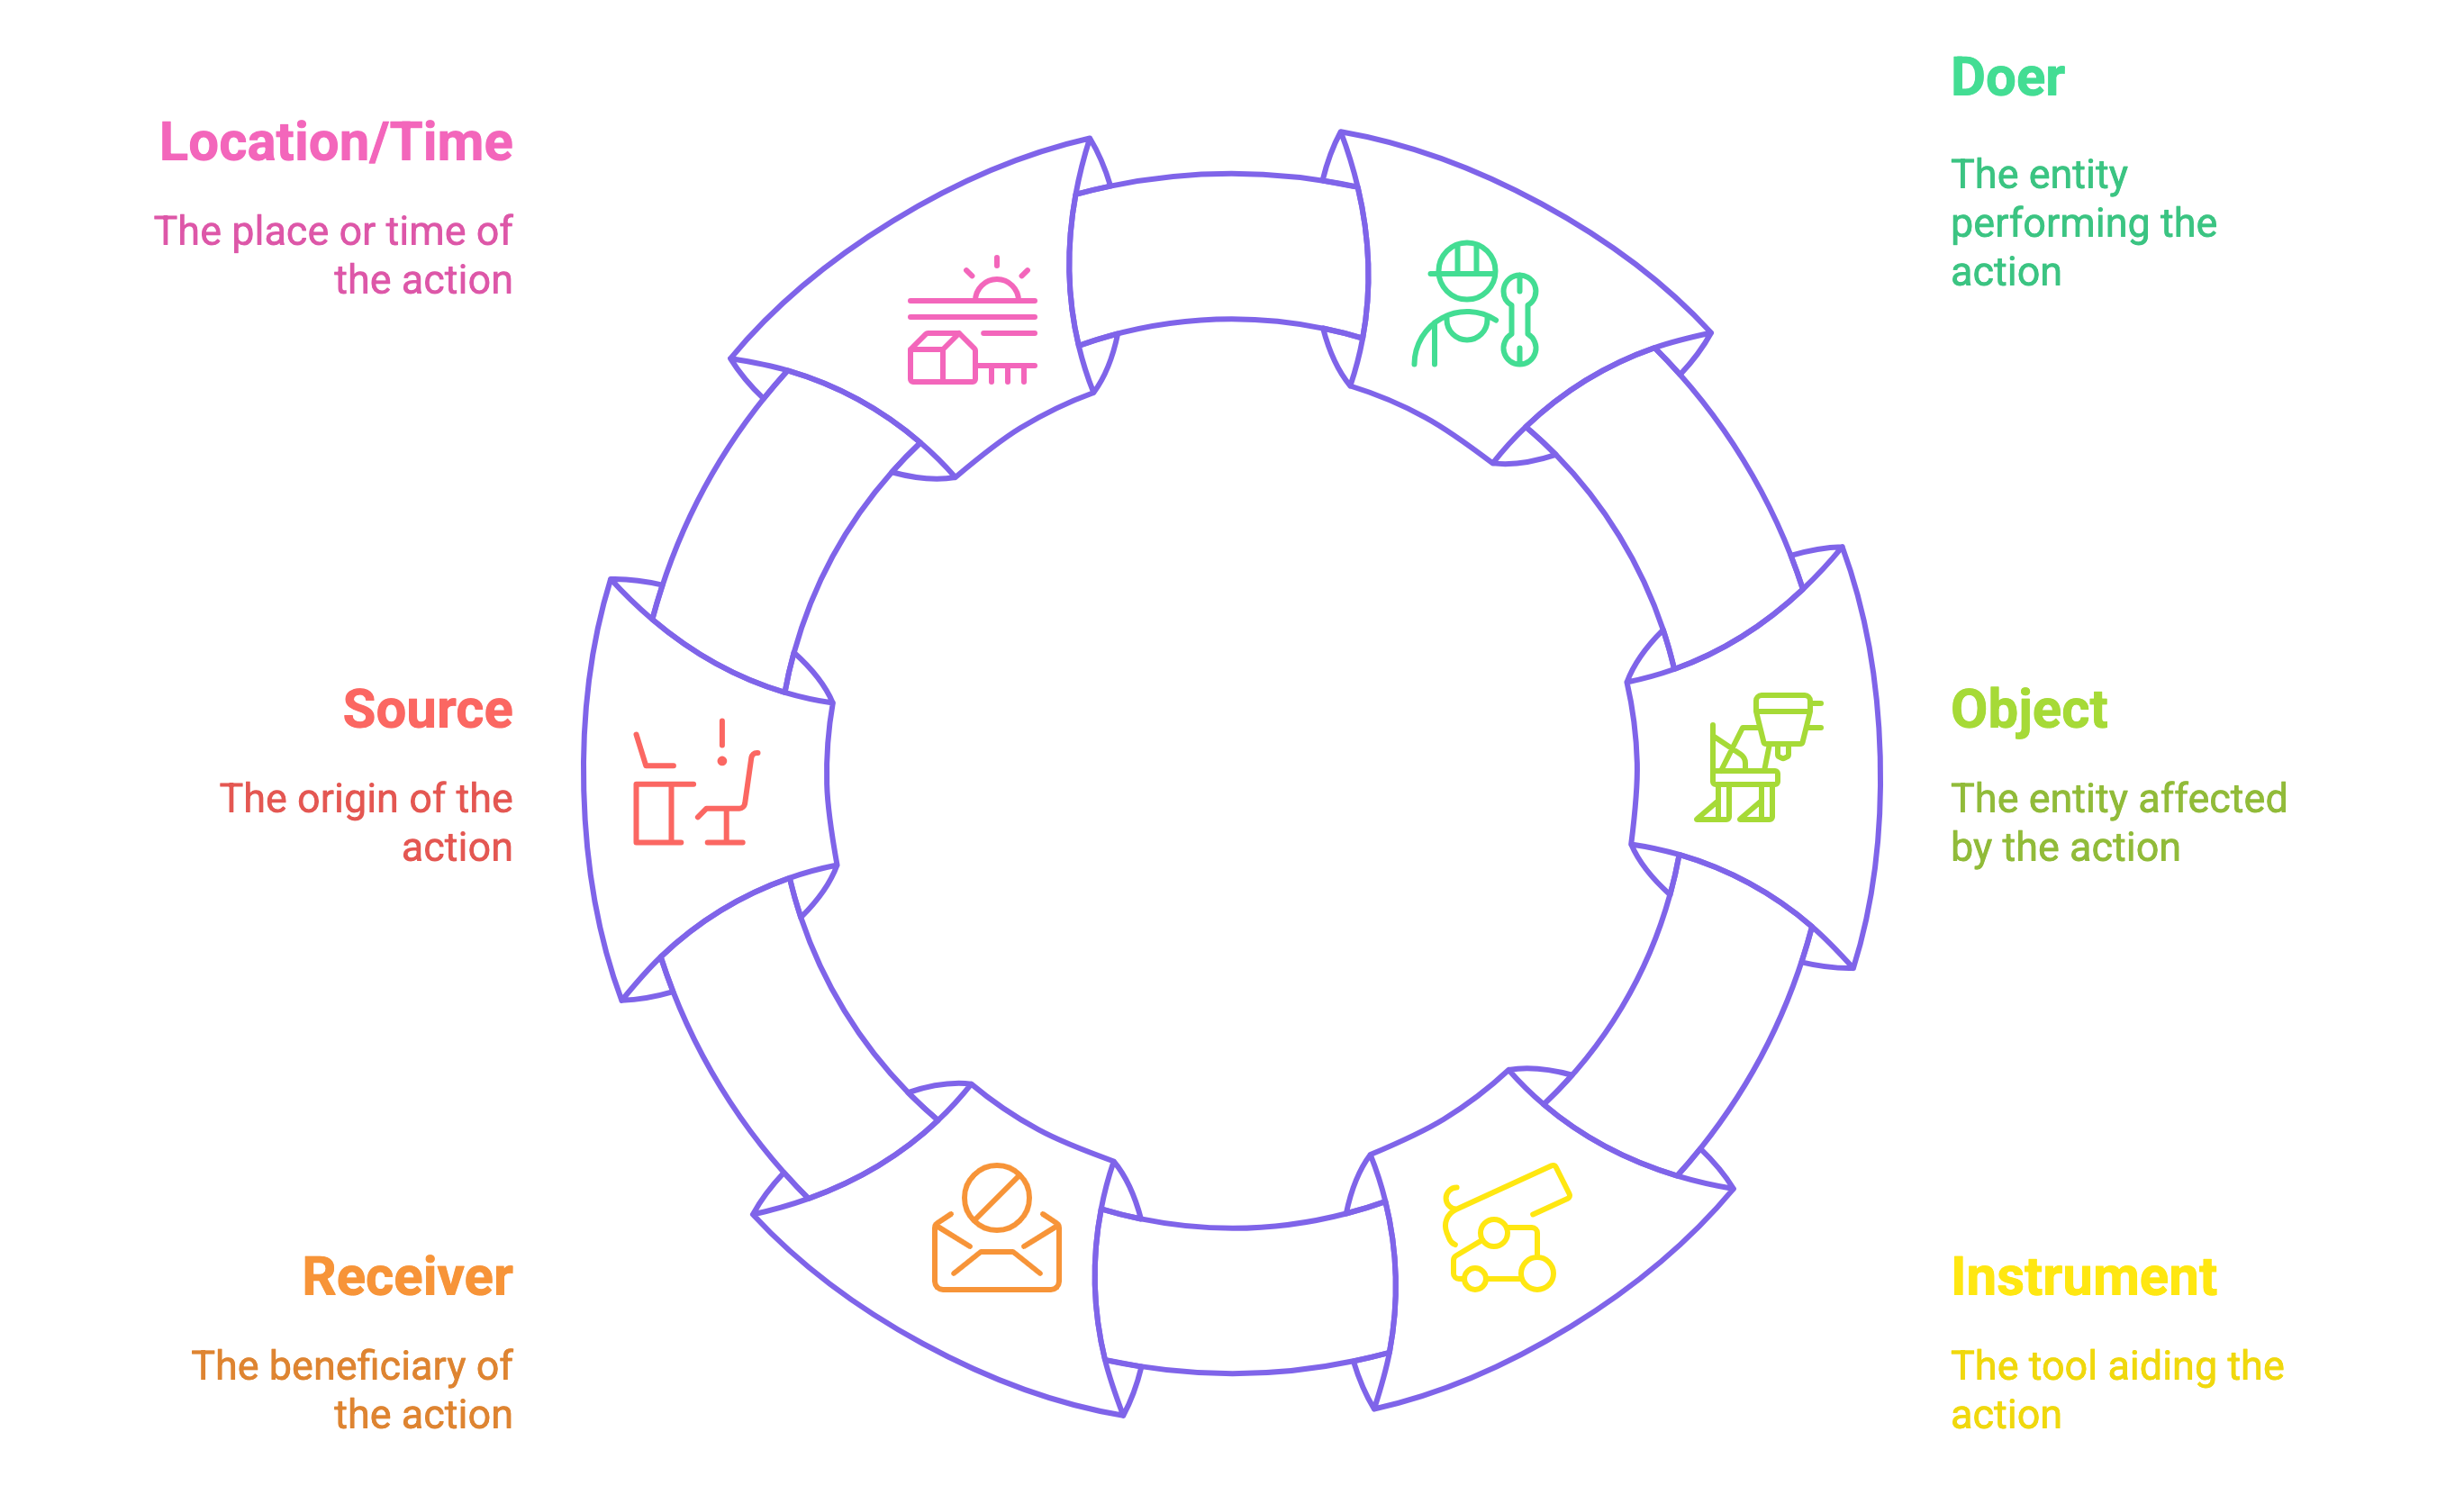 Doer
The entity
performing the
action
Object
The entity affected
by the action
Instrument
The tool aiding the
action
Receiver
The beneficiary of
the action
Source
The origin of the
action
Location/Time
The place or time of
the action